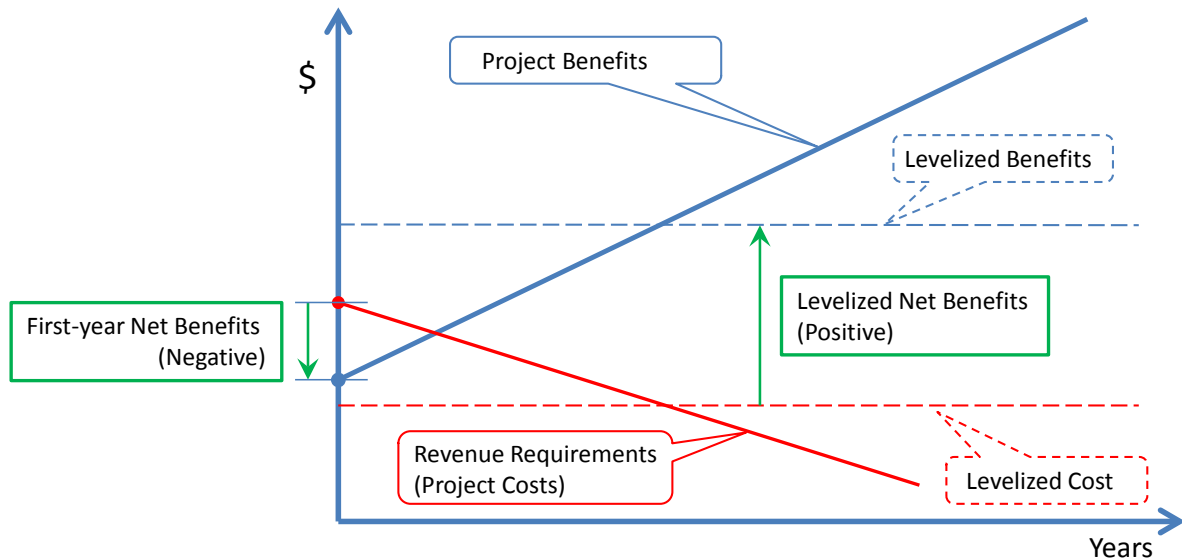 $
Project Benefits
Levelized Benefits
First-year Net Benefits
(Negative)
Levelized Net Benefits
(Positive)
Revenue Requirements
(Project Costs)
Levelized Cost
Years